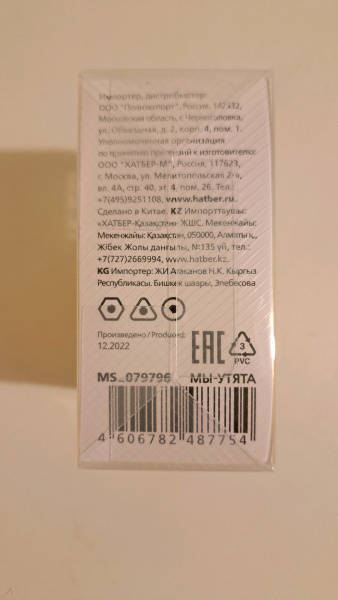 Импортер, дистрибьютор:
ООО "Полиэкспорт", Россия, 142432,
Московская область, г. Черноголовка,
ул. Объездная, д. 2, корп. 4, пом. 1.
Уполномоченная организация
по принятию претензий к изготовителю:
ООО "ХАТБЕР-М", Россия, 117623,
г. Москва, ул. Мелитопольская 2-я,
вл. 4А, стр. 40, эт. 4, пом. 26. Тел.:
+7(495)9251108, www.hatber.ru.
Сделано в Китае. KZ Импорттаушы:
«ХАТБЕР-Қазақстан» ЖШС. Мекенжайы:
Мекенжайы: Қазақстан, 050000, Алматы қ.,
Жібек Жолы даңғылы, №135 үй, тел.:
+7(727)2669994, www.hatber.kz.
KG Импортер: ЖИ Атаканов Н.К. Кыргыз
Республикасы. Бишкек шаары, Элебесова
Произведено / Produced:
12.2022
EAC
3
PVC
MS_079796 МЫ-УТЯТА
4 606782 487754